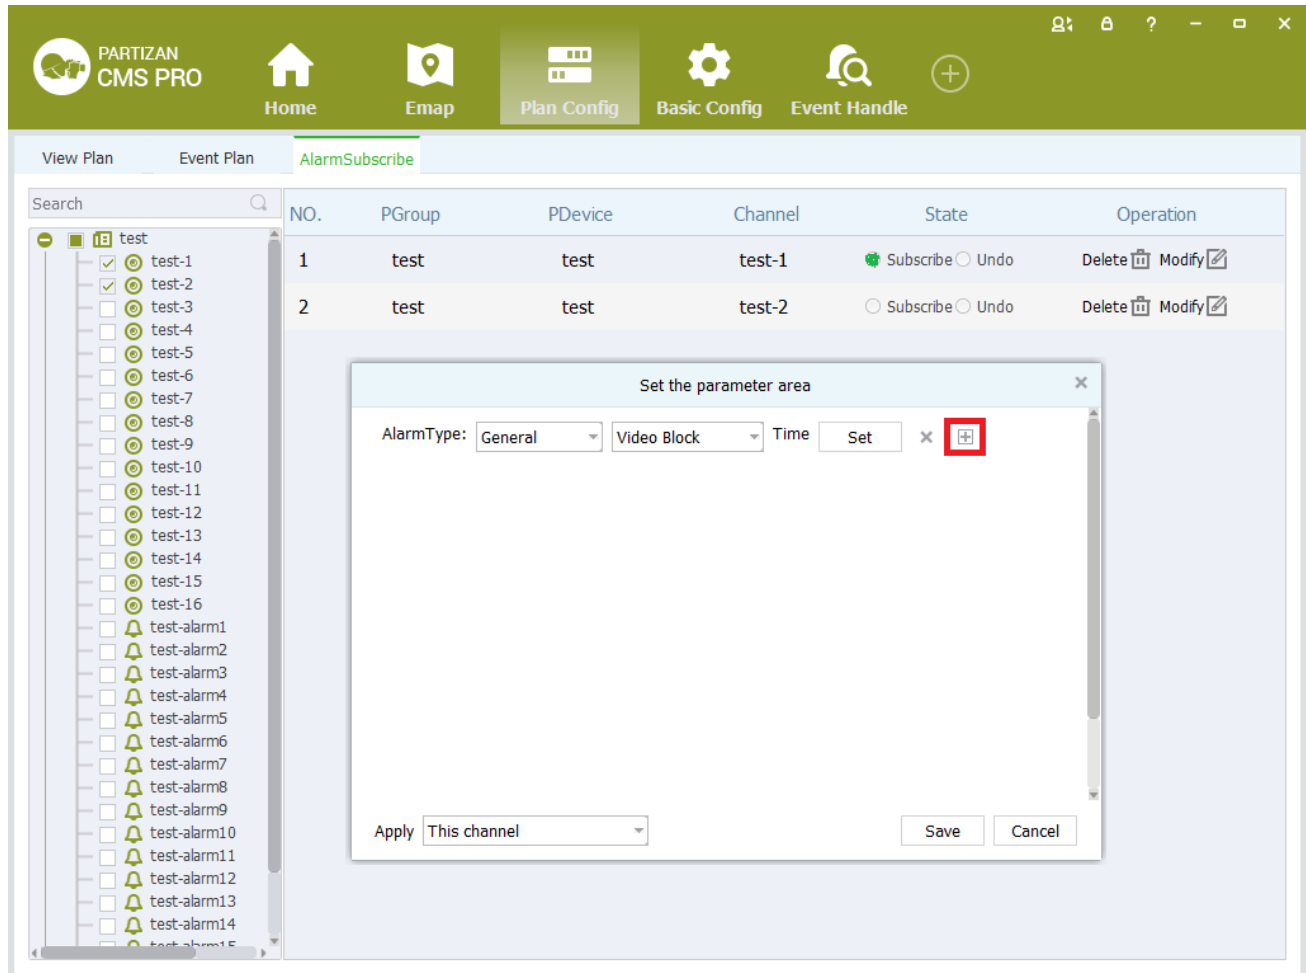 PARTIZAN
CMS PRO
Home
Emap
Plan Config
Basic Config
Event Handle
View Plan
Event Plan
AlarmSubscribe
Search
test
test-1
test-2
test-3
test-4
test-5
test-6
test-7
test-8
test-9
test-10
test-11
test-12
test-13
test-14
test-15
test-16
test-alarm1
test-alarm2
test-alarm3
test-alarm4
test-alarm5
test-alarm6
test-alarm7
test-alarm8
test-alarm9
test-alarm10
test-alarm11
test-alarm12
test-alarm13
test-alarm14
test-alarm15
NO. PGroup PDevice Channel State Operation
1 test test test-1 Subscribe Undo Delete Modify
2 test test test-2 Subscribe Undo Delete Modify
Set the parameter area
AlarmType: General Video Block Time Set
Apply This channel Save Cancel